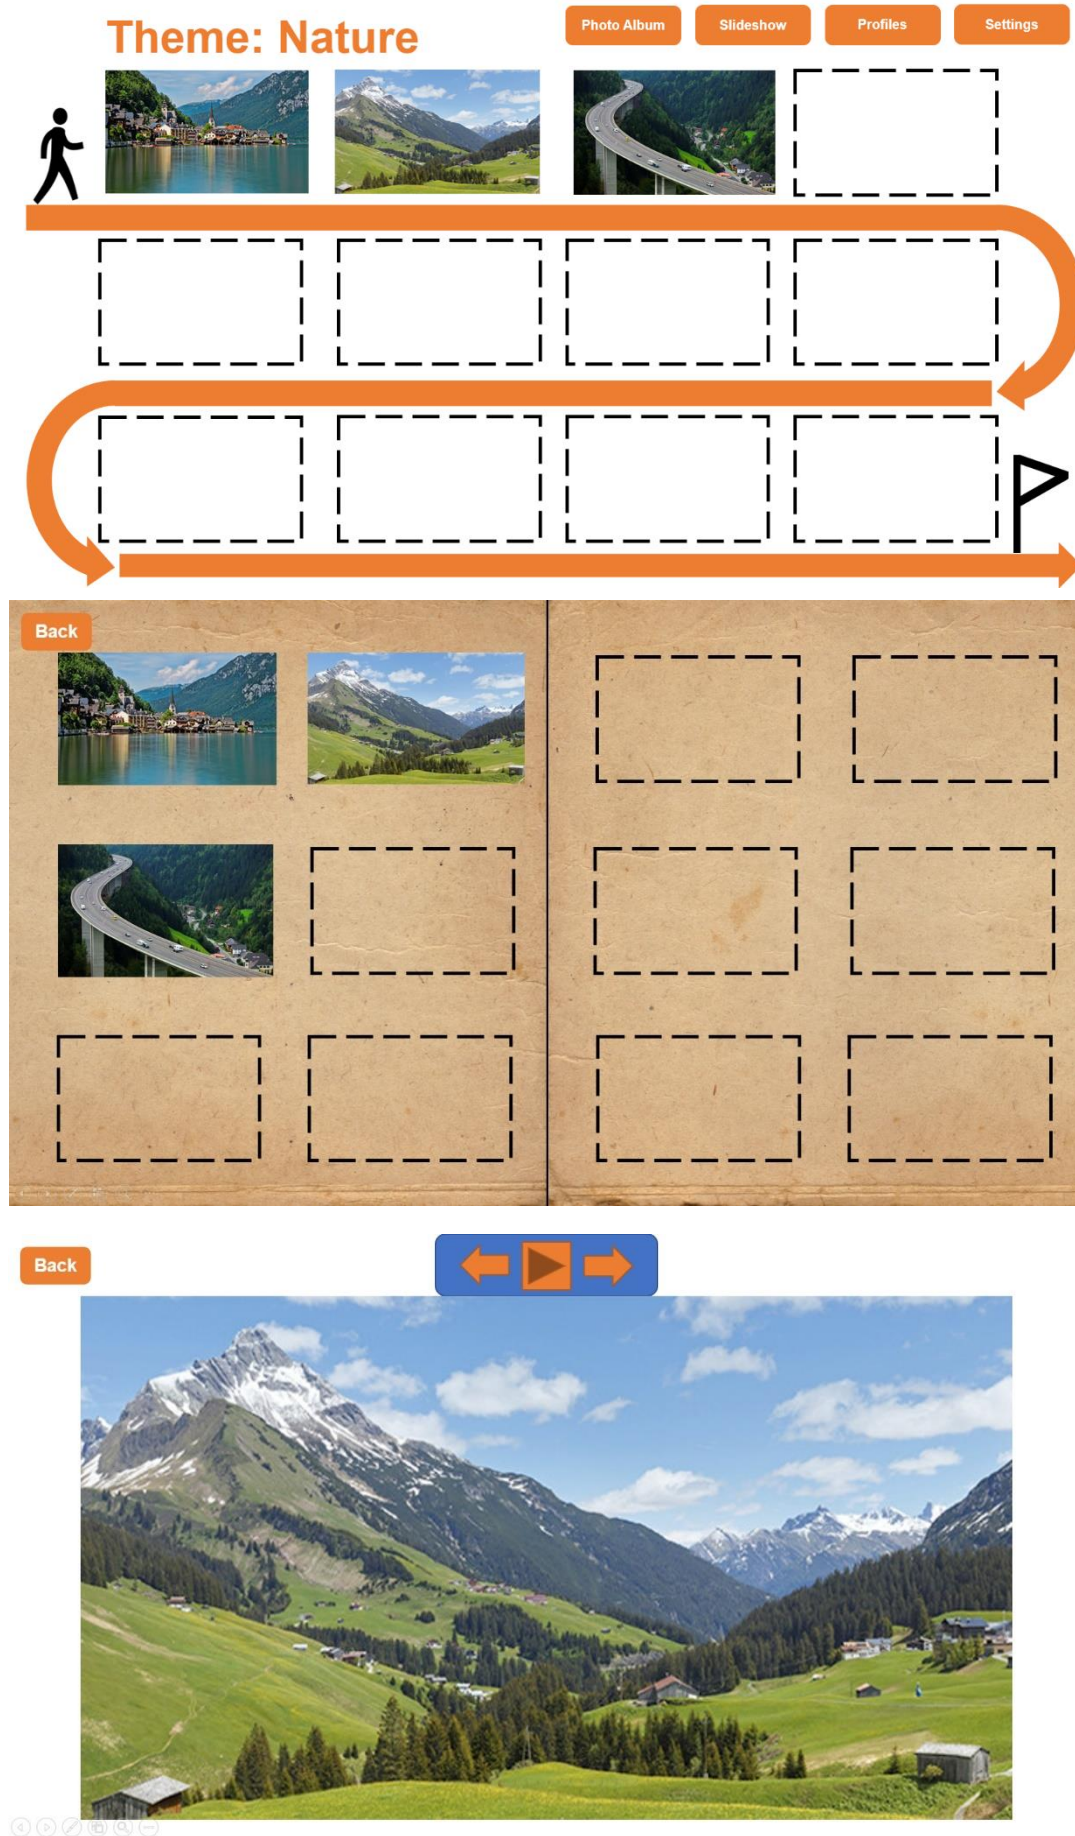 Theme: Nature
Photo Album
Slideshow
Profiles
Settings
Back
Back